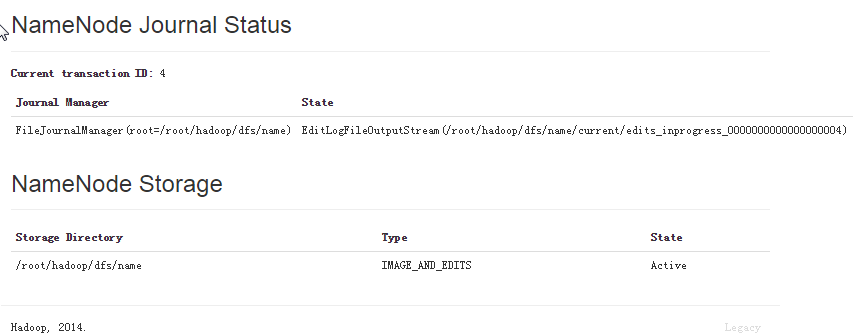 NameNode Journal Status
Current transaction ID: 4
Journal Manager State
FileJournalManager(root=/root/hadoop/dfs/name) EditLogFileOutputStream(/root/hadoop/dfs/name/current/edits_inprogress_0000000000000000004)
NameNode Storage
Storage Directory Type State
/root/hadoop/dfs/name IMAGE_AND_EDITS Active
Hadoop, 2014. Legacy